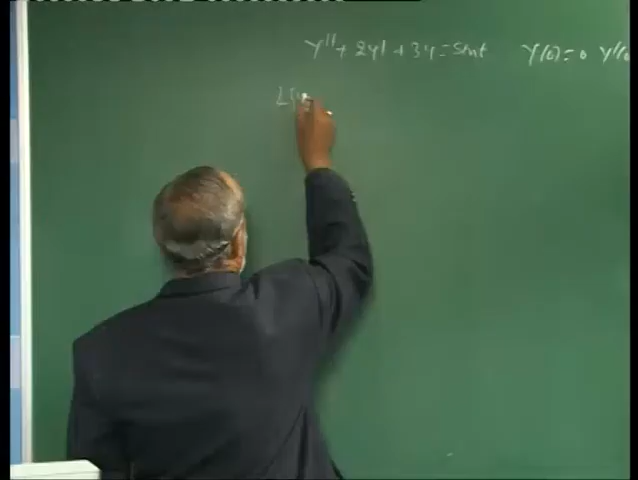 y'' + 2y' + 3y = Sint y(0) = 0 y'(0
L[